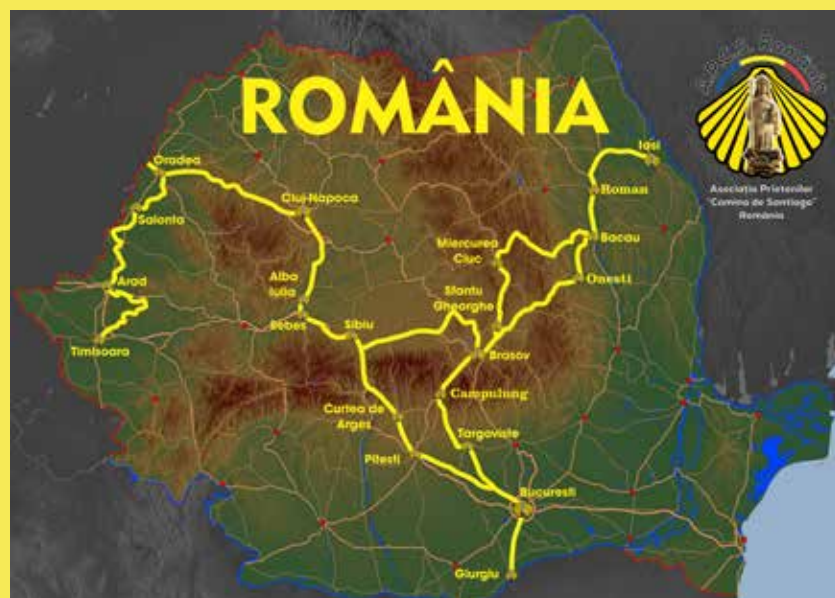 ROMÂNIA
A.P.C.S. România
Asociația Prietenilor
"Camino de Santiago"
România
Iasi
Oradea
Roman
Cluj-Napoca
Salonta
Bacau
Miercurea
Ciuc
Onesti
Alba
Iulia
Arad
Sfantu
Gheorghe
Sebes
Sibiu
Timisoara
Brasov
Campulung
Curtea de
Arges
Targoviste
Pitesti
Bucuresti
Giurgiu